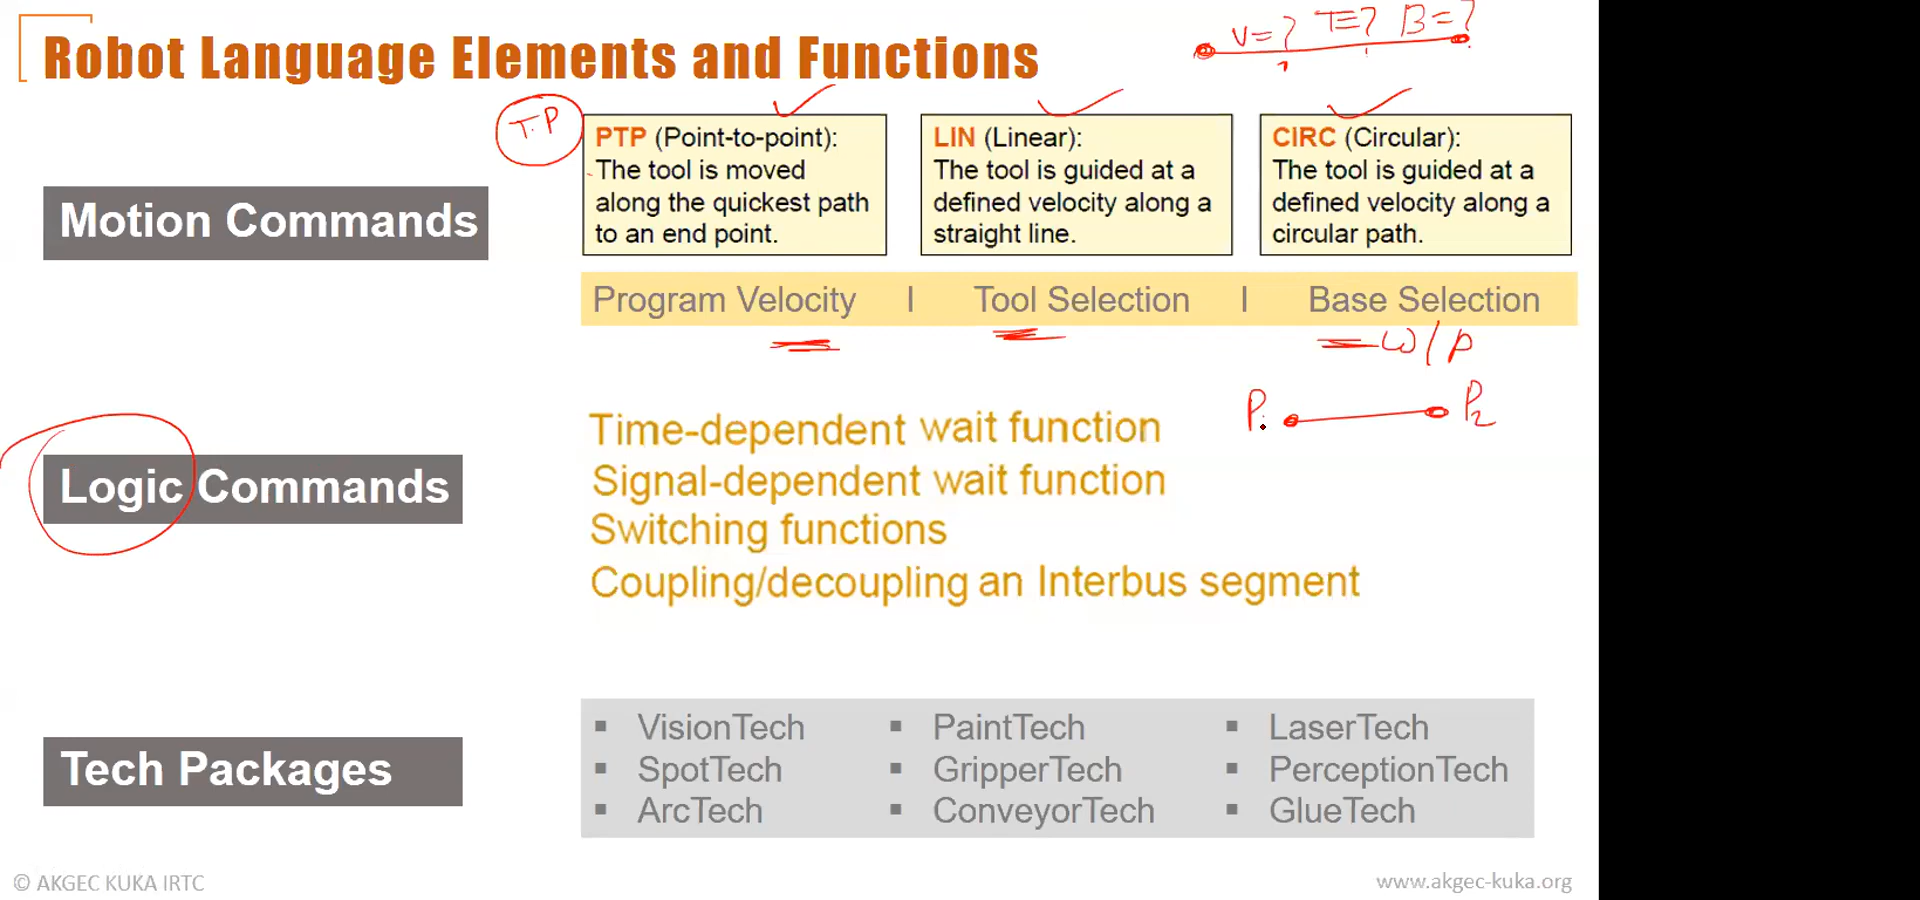 V=? T=? B=?
Robot Language Elements and Functions
T.P
PTP (Point-to-point):
The tool is moved
along the quickest path
to an end point.
LIN (Linear):
The tool is guided at a
defined velocity along a
straight line.
CIRC (Circular):
The tool is guided at a
defined velocity along a
circular path.
Motion Commands
Program Velocity | Tool Selection | Base Selection
w/p
P1 P2
Logic Commands
Time-dependent wait function
Signal-dependent wait function
Switching functions
Coupling/decoupling an Interbus segment
Tech Packages
▪ VisionTech ▪ PaintTech ▪ LaserTech
▪ SpotTech ▪ GripperTech ▪ PerceptionTech
▪ ArcTech ▪ ConveyorTech ▪ GlueTech
© AKGEC KUKA IRTC
www.akgec-kuka.org